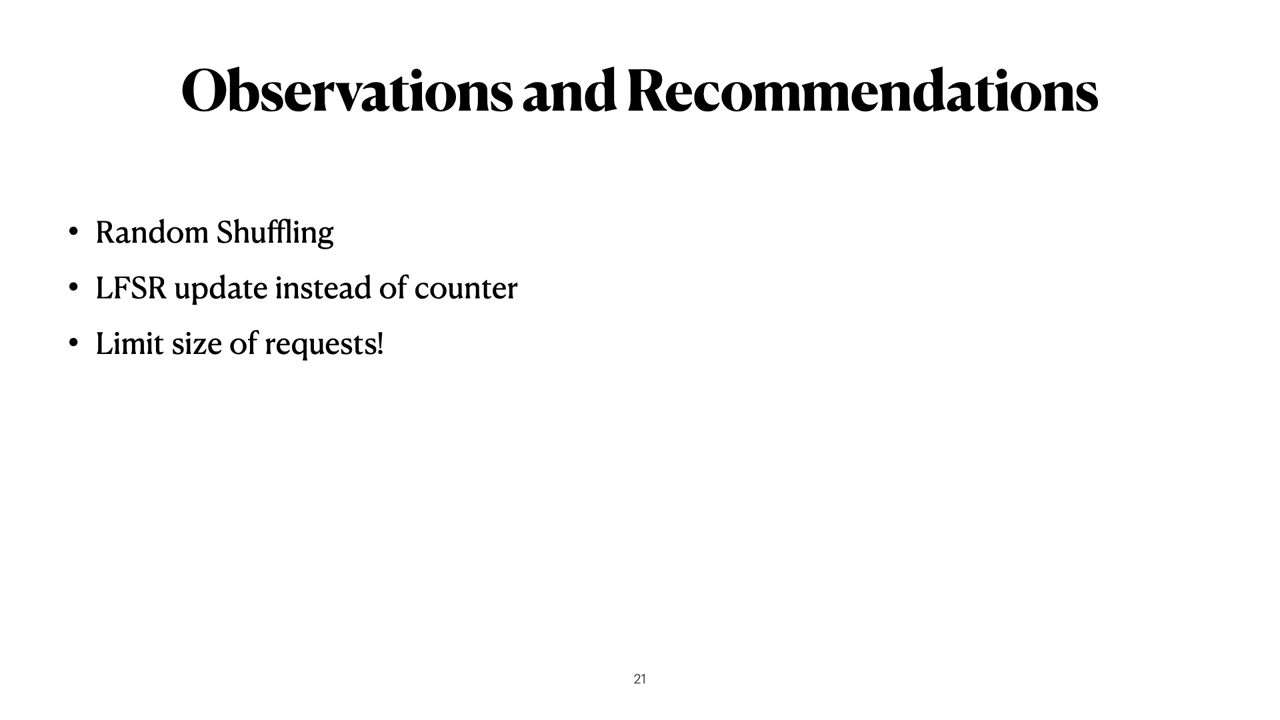 Observations and Recommendations
• Random Shuffling
• LFSR update instead of counter
• Limit size of requests!
21